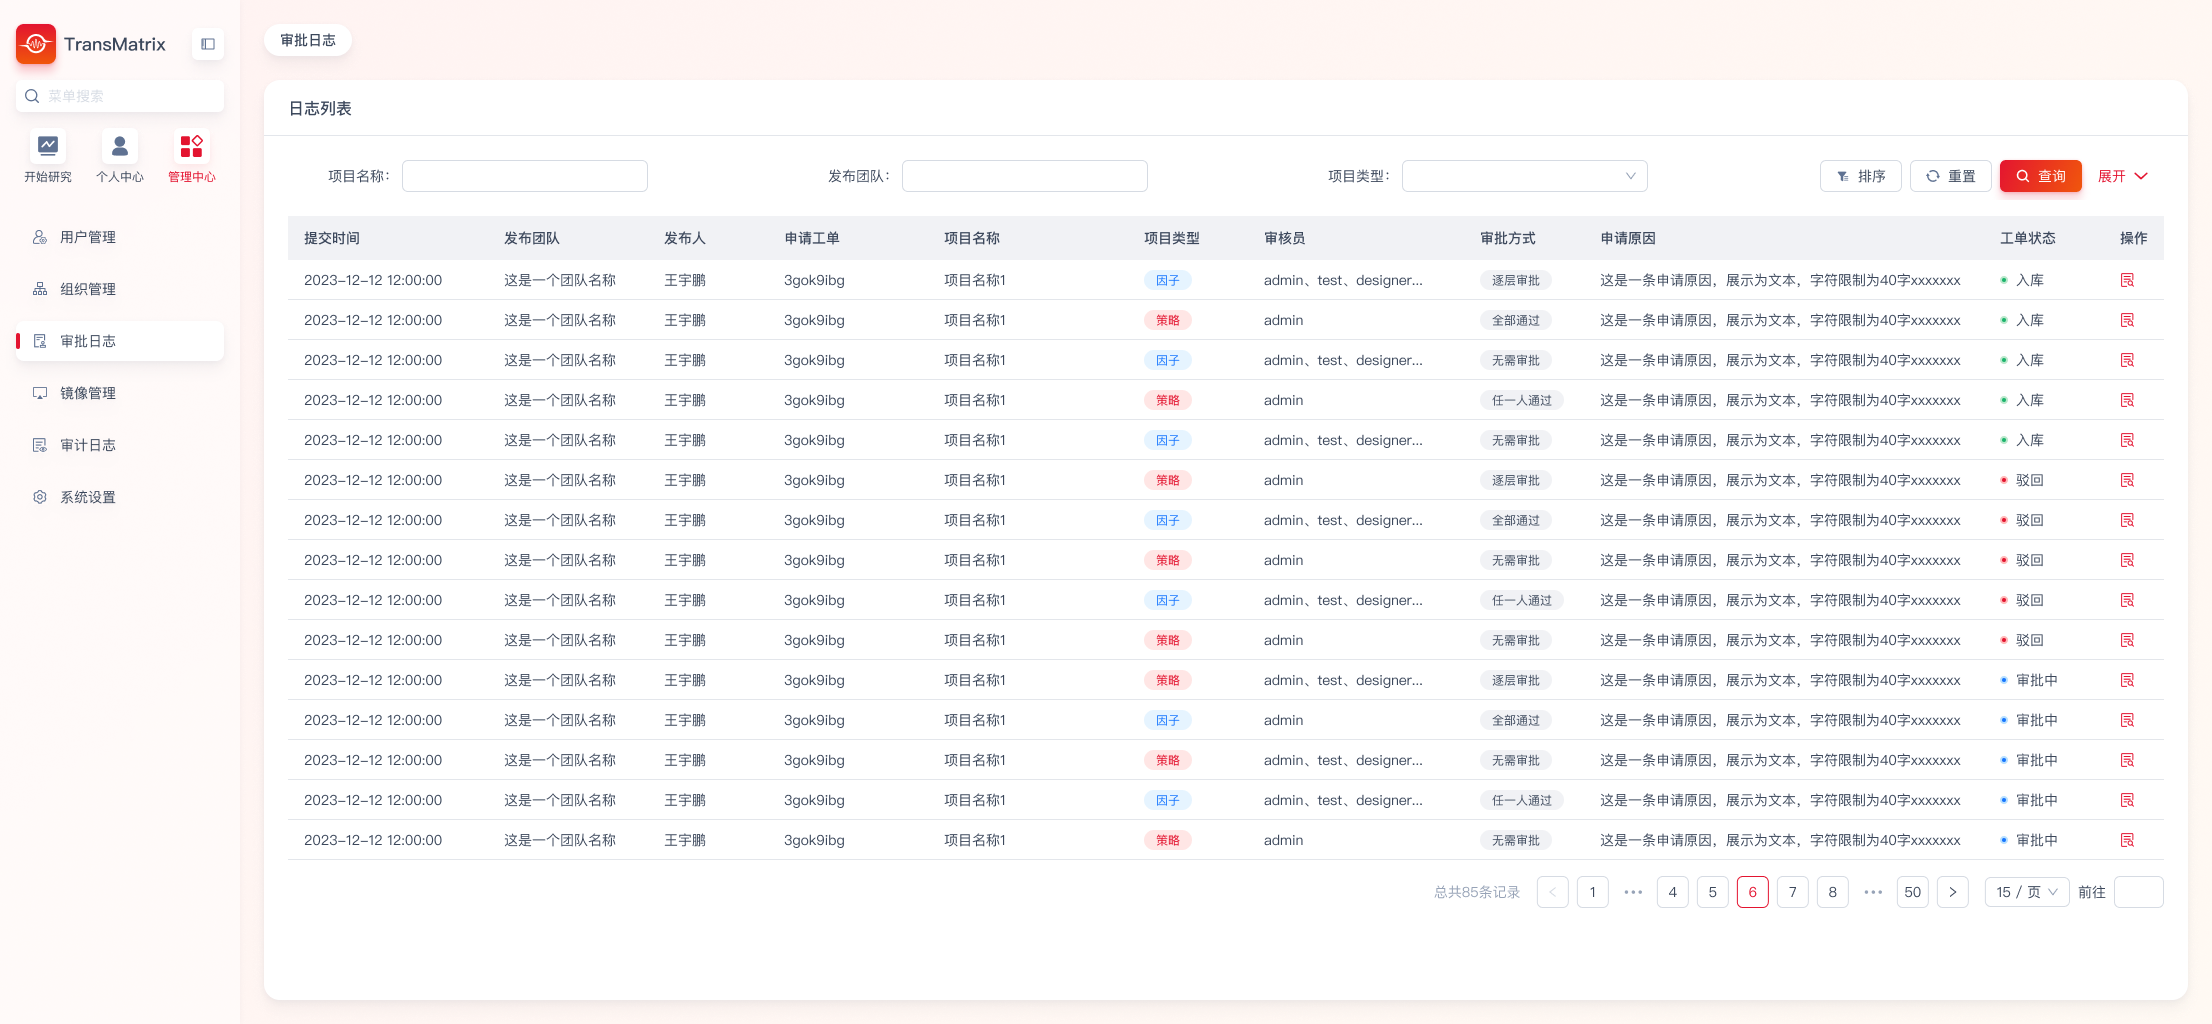 TransMatrix
菜单搜索
开始研究 个人中心 管理中心
用户管理
组织管理
审批日志
镜像管理
审计日志
系统设置
审批日志
日志列表
项目名称： 发布团队： 项目类型： 排序 重置 查询 展开
提交时间 发布团队 发布人 申请工单 项目名称 项目类型 审核员 审批方式 申请原因 工单状态 操作
2023-12-12 12:00:00 这是一个团队名称 王宇鹏 3gok9ibg 项目名称1 因子 admin、test、designer... 逐层审批 这是一条申请原因，展示为文本，字符限制为40字xxxxxxx 入库
2023-12-12 12:00:00 这是一个团队名称 王宇鹏 3gok9ibg 项目名称1 策略 admin 全部通过 这是一条申请原因，展示为文本，字符限制为40字xxxxxxx 入库
2023-12-12 12:00:00 这是一个团队名称 王宇鹏 3gok9ibg 项目名称1 因子 admin、test、designer... 无需审批 这是一条申请原因，展示为文本，字符限制为40字xxxxxxx 入库
2023-12-12 12:00:00 这是一个团队名称 王宇鹏 3gok9ibg 项目名称1 策略 admin 任一人通过 这是一条申请原因，展示为文本，字符限制为40字xxxxxxx 入库
2023-12-12 12:00:00 这是一个团队名称 王宇鹏 3gok9ibg 项目名称1 因子 admin、test、designer... 无需审批 这是一条申请原因，展示为文本，字符限制为40字xxxxxxx 入库
2023-12-12 12:00:00 这是一个团队名称 王宇鹏 3gok9ibg 项目名称1 策略 admin 逐层审批 这是一条申请原因，展示为文本，字符限制为40字xxxxxxx 驳回
2023-12-12 12:00:00 这是一个团队名称 王宇鹏 3gok9ibg 项目名称1 因子 admin、test、designer... 全部通过 这是一条申请原因，展示为文本，字符限制为40字xxxxxxx 驳回
2023-12-12 12:00:00 这是一个团队名称 王宇鹏 3gok9ibg 项目名称1 策略 admin 无需审批 这是一条申请原因，展示为文本，字符限制为40字xxxxxxx 驳回
2023-12-12 12:00:00 这是一个团队名称 王宇鹏 3gok9ibg 项目名称1 因子 admin、test、designer... 任一人通过 这是一条申请原因，展示为文本，字符限制为40字xxxxxxx 驳回
2023-12-12 12:00:00 这是一个团队名称 王宇鹏 3gok9ibg 项目名称1 策略 admin 无需审批 这是一条申请原因，展示为文本，字符限制为40字xxxxxxx 驳回
2023-12-12 12:00:00 这是一个团队名称 王宇鹏 3gok9ibg 项目名称1 策略 admin、test、designer... 逐层审批 这是一条申请原因，展示为文本，字符限制为40字xxxxxxx 审批中
2023-12-12 12:00:00 这是一个团队名称 王宇鹏 3gok9ibg 项目名称1 因子 admin 全部通过 这是一条申请原因，展示为文本，字符限制为40字xxxxxxx 审批中
2023-12-12 12:00:00 这是一个团队名称 王宇鹏 3gok9ibg 项目名称1 策略 admin、test、designer... 无需审批 这是一条申请原因，展示为文本，字符限制为40字xxxxxxx 审批中
2023-12-12 12:00:00 这是一个团队名称 王宇鹏 3gok9ibg 项目名称1 因子 admin、test、designer... 任一人通过 这是一条申请原因，展示为文本，字符限制为40字xxxxxxx 审批中
2023-12-12 12:00:00 这是一个团队名称 王宇鹏 3gok9ibg 项目名称1 策略 admin 无需审批 这是一条申请原因，展示为文本，字符限制为40字xxxxxxx 审批中
总共85条记录 < 1 ••• 4 5 6 7 8 ••• 50 > 15 / 页 前往